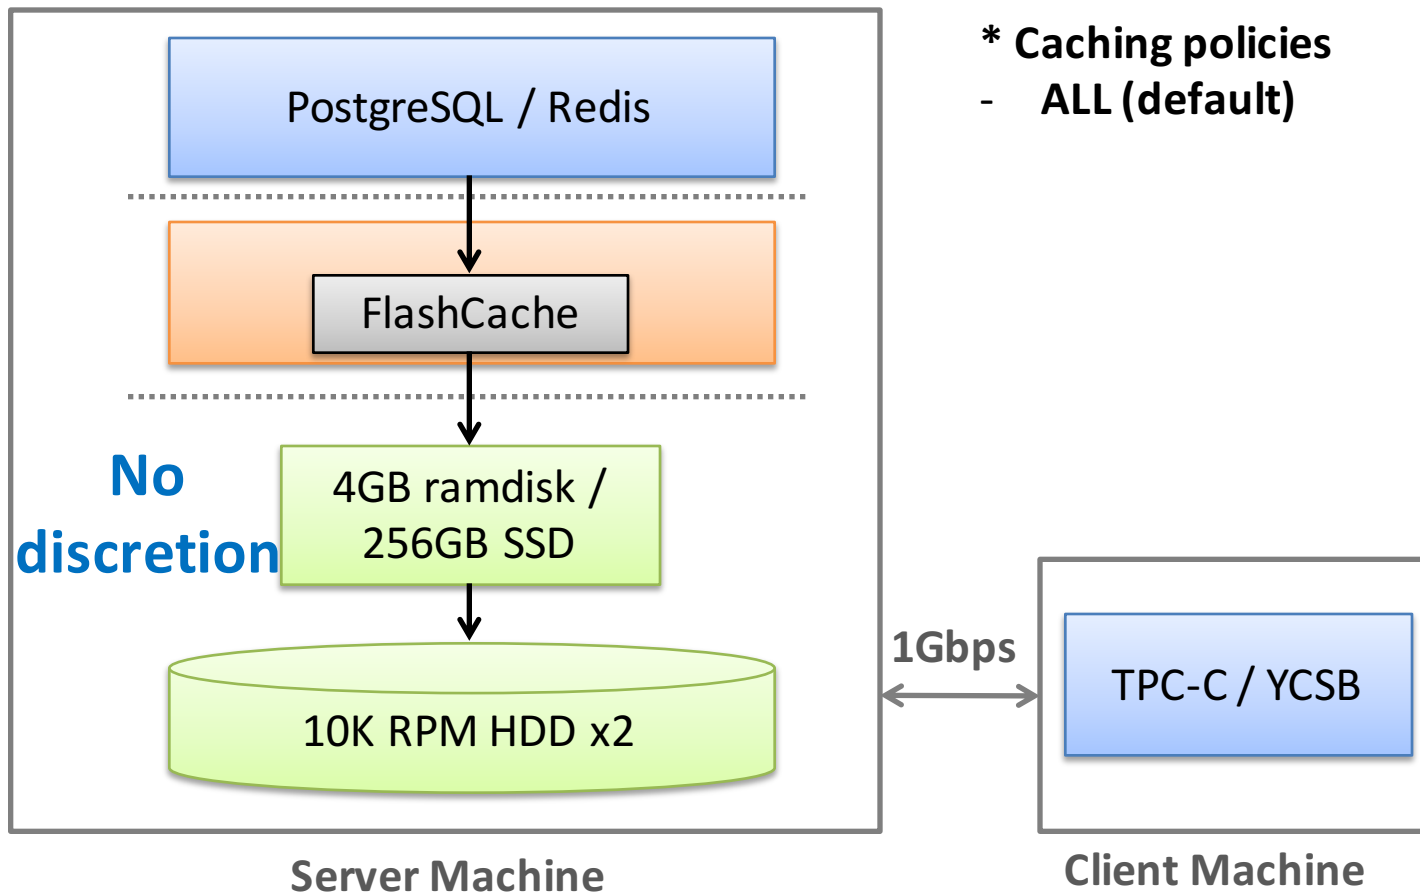 * Caching policies
- ALL (default)
PostgreSQL / Redis
FlashCache
No
discretion
4GB ramdisk /
256GB SSD
10K RPM HDD x2
1Gbps
TPC-C / YCSB
Server Machine
Client Machine